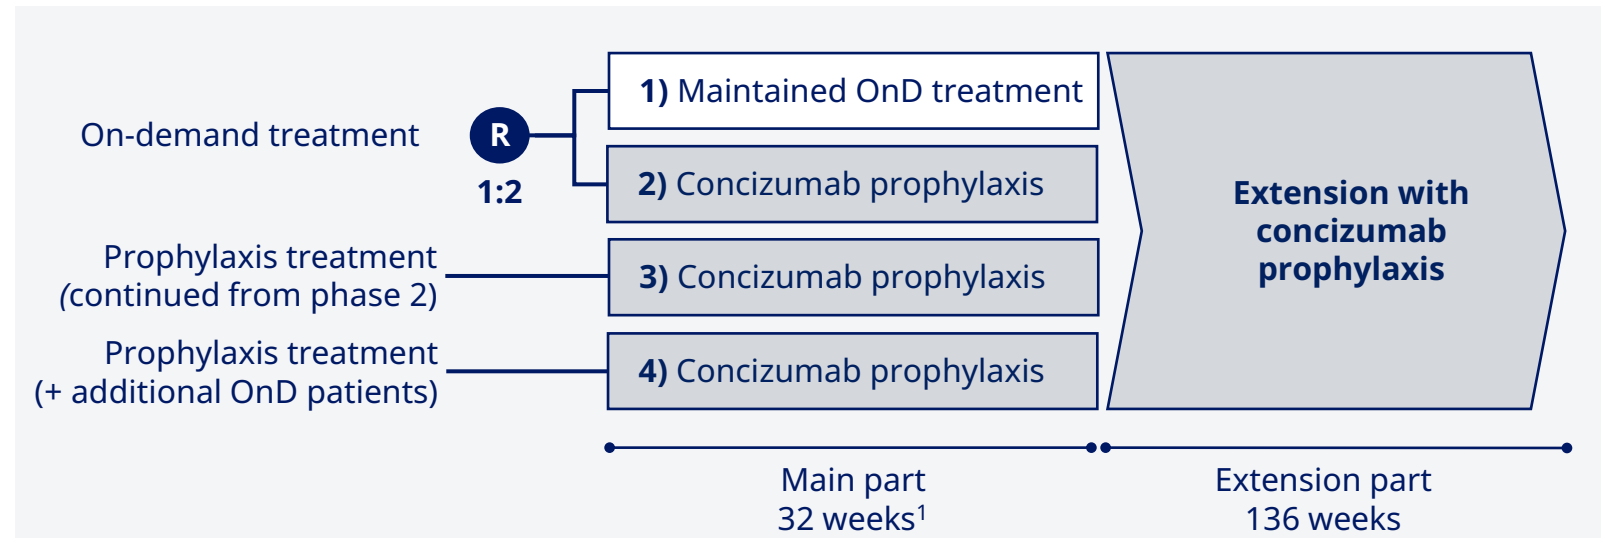 On-demand treatment
R
1:2
1) Maintained OnD treatment
2) Concizumab prophylaxis
Prophylaxis treatment
(continued from phase 2)
3) Concizumab prophylaxis
Prophylaxis treatment
(+ additional OnD patients)
4) Concizumab prophylaxis
Extension with
concizumab
prophylaxis
Main part
32 weeks¹
Extension part
136 weeks